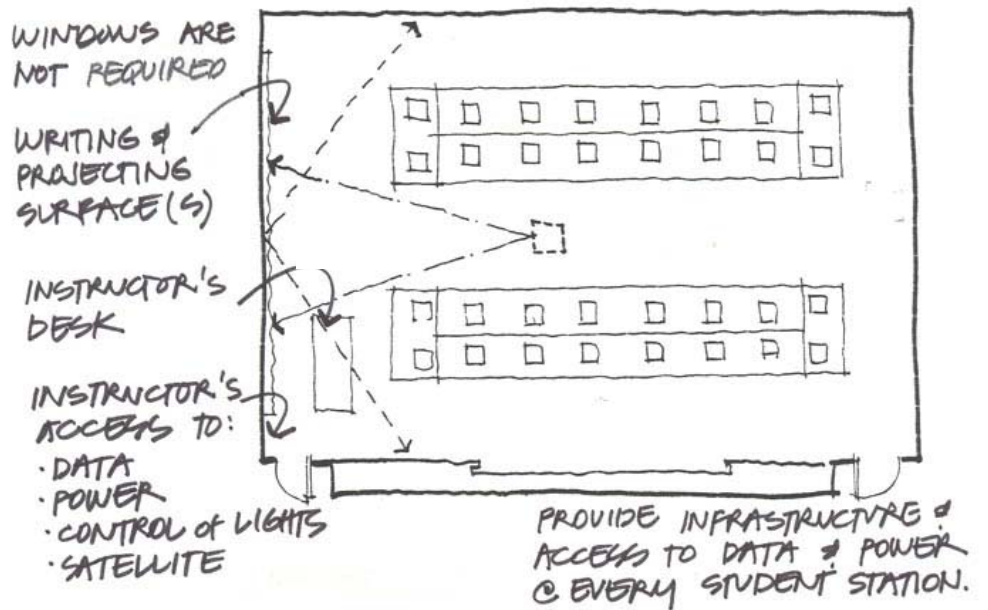 WINDOWS ARE
NOT REQUIRED
WRITING &
PROJECTING
SURFACE(S)
INSTRUCTOR'S
DESK
INSTRUCTOR'S
ACCESS TO:
· DATA
· POWER
· CONTROL of LIGHTS
· SATELLITE
PROVIDE INFRASTRUCTURE &
ACCESS TO DATA & POWER
@ EVERY STUDENT STATION.